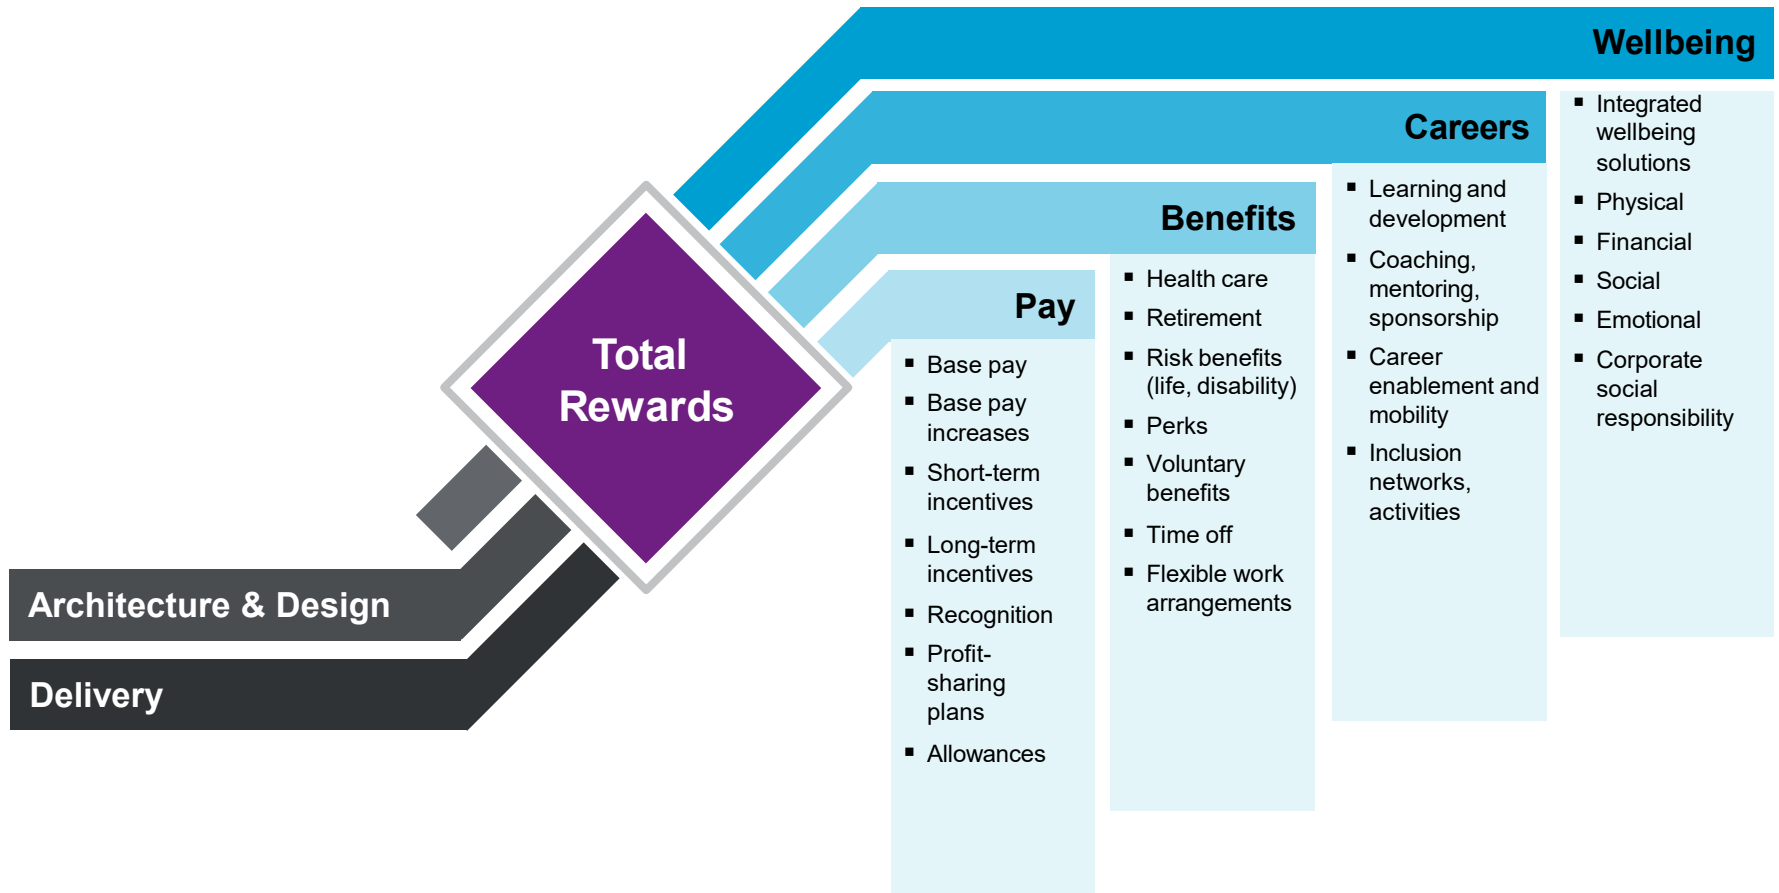 Wellbeing
▪ Integrated
wellbeing
solutions
▪ Physical
▪ Financial
▪ Social
▪ Emotional
▪ Corporate
social
responsibility
Careers
▪ Learning and
development
▪ Coaching,
mentoring,
sponsorship
▪ Career
enablement and
mobility
▪ Inclusion
networks,
activities
Benefits
▪ Health care
▪ Retirement
▪ Risk benefits
(life, disability)
▪ Perks
▪ Voluntary
benefits
▪ Time off
▪ Flexible work
arrangements
Pay
▪ Base pay
▪ Base pay
increases
▪ Short-term
incentives
▪ Long-term
incentives
▪ Recognition
▪ Profit-
sharing
plans
▪ Allowances
Total
Rewards
Architecture & Design
Delivery